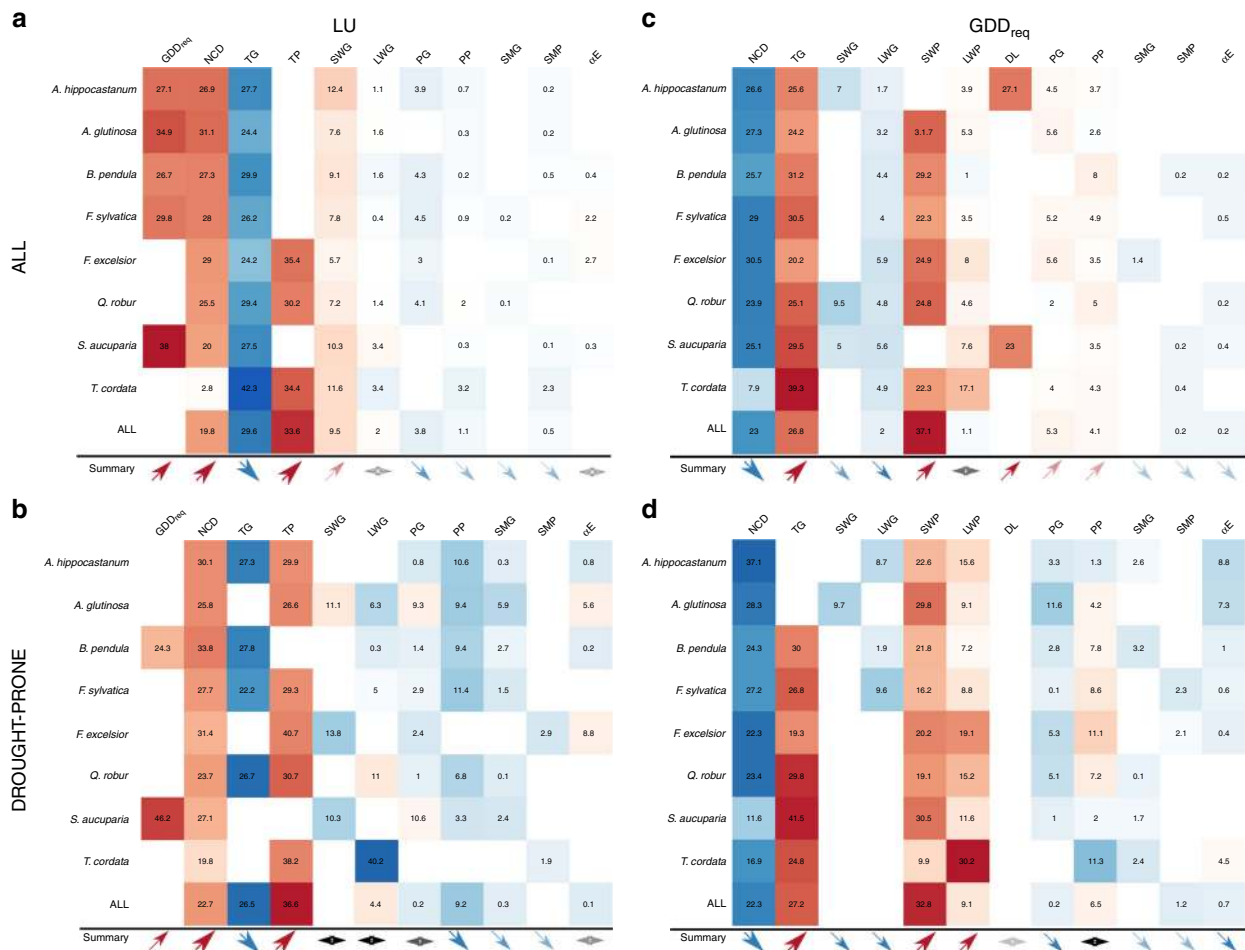 a
LU
GDDreq NCD TG TP SWG LWG PG PP SMG SMP αE
ALL
A. hippocastanum 27.1 26.9 27.7 12.4 1.1 3.9 0.7 0.2
A. glutinosa 34.9 31.1 24.4 7.6 1.6 0.3 0.2
B. pendula 26.7 27.3 29.9 9.1 1.6 4.3 0.2 0.5 0.4
F. sylvatica 29.8 28 26.2 7.8 0.4 4.5 0.9 0.2 2.2
F. excelsior 29 24.2 35.4 5.7 3 0.1 2.7
Q. robur 25.5 29.4 30.2 7.2 1.4 4.1 2 0.1
S. aucuparia 38 20 27.5 10.3 3.4 0.3 0.1 0.3
T. cordata 2.8 42.3 34.4 11.6 3.4 3.2 2.3
ALL 19.8 29.6 33.6 9.5 2 3.8 1.1 0.5
Summary
c
GDDreq
NCD TG SWG LWG SWP LWP DL PG PP SMG SMP αE
A. hippocastanum 26.6 25.6 7 1.7 3.9 27.1 4.5 3.7
A. glutinosa 27.3 24.2 3.2 3.1.7 5.3 5.6 2.6
B. pendula 25.7 31.2 4.4 29.2 1 8 0.2 0.2
F. sylvatica 29 30.5 4 22.3 3.5 5.2 4.9 0.5
F. excelsior 30.5 20.2 5.9 24.9 8 5.6 3.5 1.4
Q. robur 23.9 25.1 9.5 4.8 24.8 4.6 2 5 0.2
S. aucuparia 25.1 29.5 5 5.6 7.6 23 3.5 0.2 0.4
T. cordata 7.9 39.3 4.9 22.3 17.1 4 4.3 0.4
ALL 23 26.8 2 37.1 1.1 5.3 4.1 0.2 0.2
Summary
b
GDDreq NCD TG TP SWG LWG PG PP SMG SMP αE
DROUGHT-PRONE
A. hippocastanum 30.1 27.3 29.9 0.8 10.6 0.3 0.8
A. glutinosa 25.8 26.6 11.1 6.3 9.3 9.4 5.9 5.6
B. pendula 24.3 33.8 27.8 0.3 1.4 9.4 2.7 0.2
F. sylvatica 27.7 22.2 29.3 5 2.9 11.4 1.5
F. excelsior 31.4 40.7 13.8 2.4 2.9 8.8
Q. robur 23.7 26.7 30.7 11 1 6.8 0.1
S. aucuparia 46.2 27.1 10.3 10.6 3.3 2.4
T. cordata 19.8 38.2 40.2 1.9
ALL 22.7 26.5 36.6 4.4 0.2 9.2 0.3 0.1
Summary
d
NCD TG SWG LWG SWP LWP DL PG PP SMG SMP αE
A. hippocastanum 37.1 8.7 22.6 15.6 3.3 1.3 2.6 8.8
A. glutinosa 28.3 9.7 29.8 9.1 11.6 4.2 7.3
B. pendula 24.3 30 1.9 21.8 7.2 2.8 7.8 3.2 1
F. sylvatica 27.2 26.8 9.6 16.2 8.8 0.1 8.6 2.3 0.6
F. excelsior 22.3 19.3 20.2 19.1 5.3 11.1 2.1 0.4
Q. robur 23.4 29.8 19.1 15.2 5.1 7.2 0.1
S. aucuparia 11.6 41.5 30.5 11.6 1 2 1.7
T. cordata 16.9 24.8 9.9 30.2 11.3 2.4 4.5
ALL 22.3 27.2 32.8 9.1 0.2 6.5 1.2 0.7
Summary